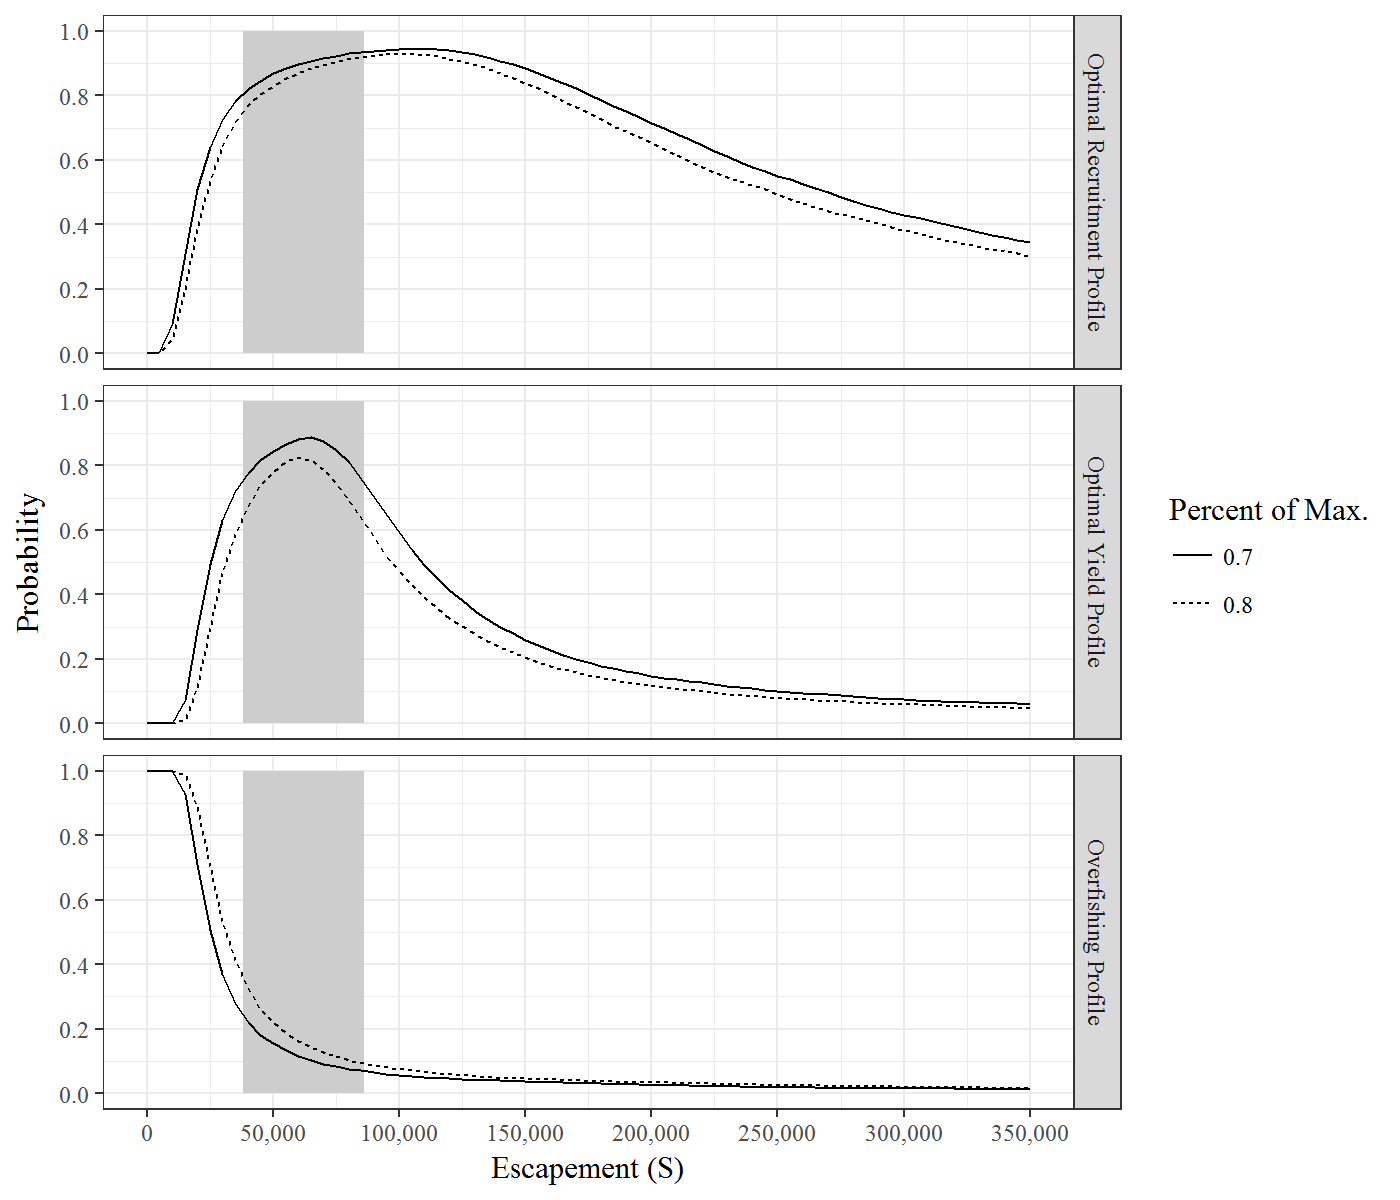 1.0
0.8
0.6
0.4
0.2
0.0
Optimal Recruitment Profile
1.0
0.8
0.6
0.4
0.2
0.0
Optimal Yield Profile
1.0
0.8
0.6
0.4
0.2
0.0
Overfishing Profile
Probability
0 50,000 100,000 150,000 200,000 250,000 300,000 350,000
Escapement (S)
Percent of Max.
0.7
0.8